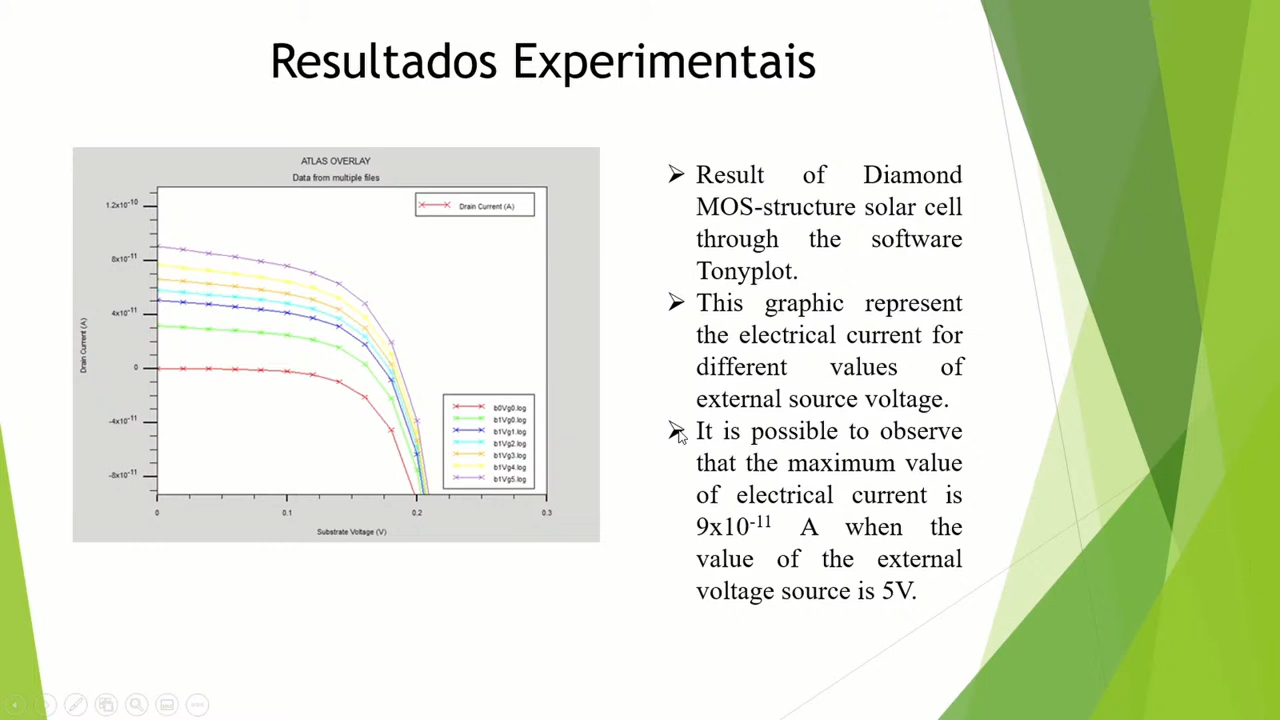 Resultados Experimentais
ATLAS OVERLAY
Data from multiple files
Drain Current (A)
1.2x10⁻¹⁰
8x10⁻¹¹
4x10⁻¹¹
0
-4x10⁻¹¹
-8x10⁻¹¹
Drain Current (A)
b0Vg0.log
b1Vg0.log
b1Vg1.log
b1Vg2.log
b1Vg3.log
b1Vg4.log
b1Vg5.log
0 0.1 0.2 0.3
Substrate Voltage (V)
Result of Diamond
MOS-structure solar cell
through the software
Tonyplot.
This graphic represent
the electrical current for
different values of
external source voltage.
It is possible to observe
that the maximum value
of electrical current is
9x10⁻¹¹ A when the
value of the external
voltage source is 5V.